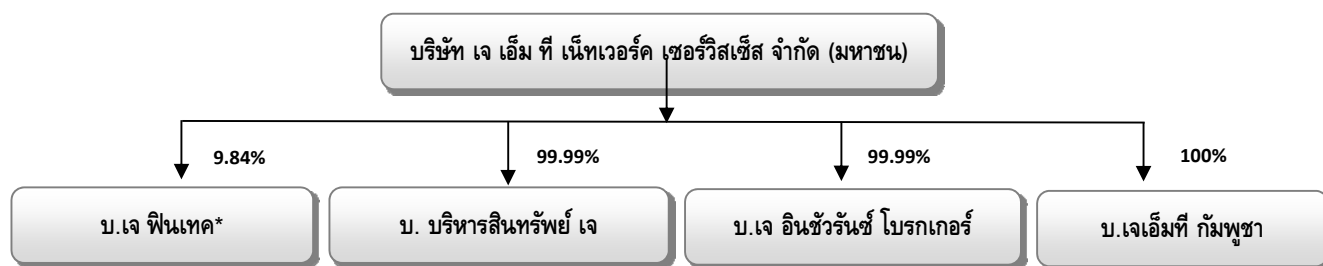 บริษัท เจ เอ็ม ที เน็ทเวอร์ค เซอร์วิสเซ็ส จำกัด (มหาชน)
9.84% 99.99% 99.99% 100%
บ.เจ ฟินเทค* บ. บริหารสินทรัพย์ เจ บ.เจ อินชัวรันซ์ โบรกเกอร์ บ.เจเอ็มที กัมพูชา